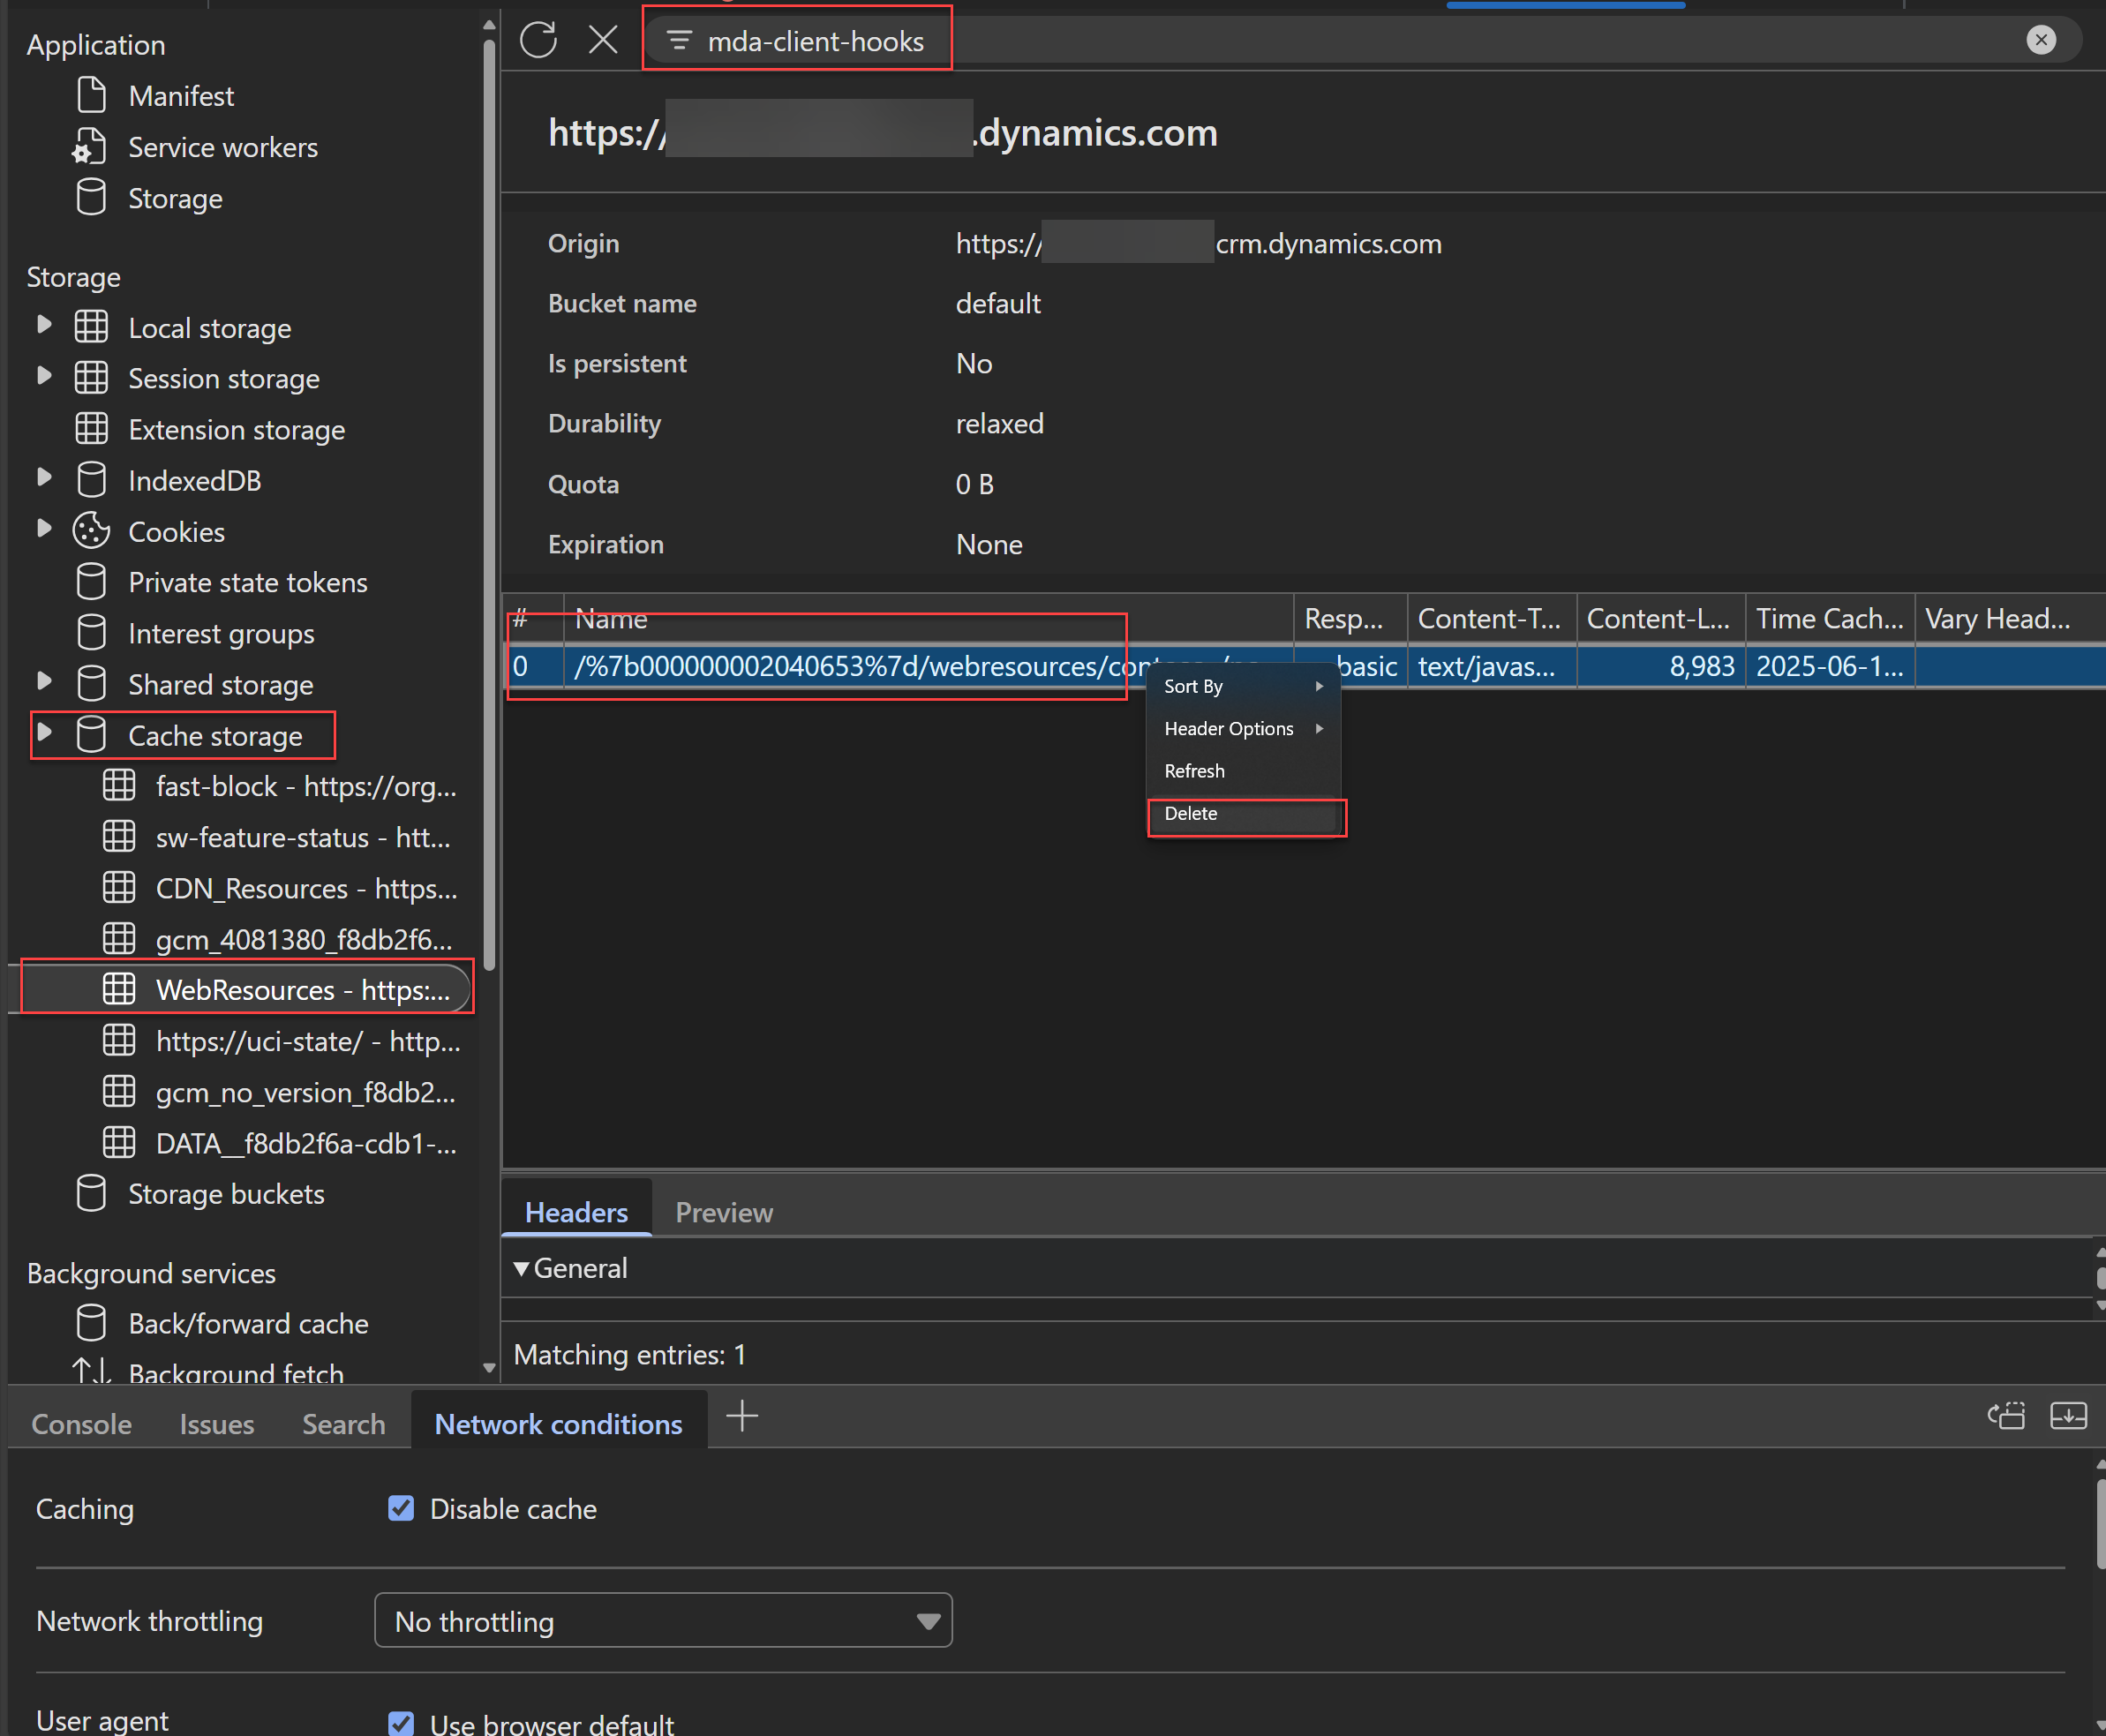 Application
Manifest
Service workers
Storage
Storage
Local storage
Session storage
Extension storage
IndexedDB
Cookies
Private state tokens
Interest groups
Shared storage
Cache storage
fast-block - https://org...
sw-feature-status - htt...
CDN_Resources - https...
gcm_4081380_f8db2f6...
WebResources - https:...
https://uci-state/ - http...
gcm_no_version_f8db2...
DATA__f8db2f6a-cdb1-...
Storage buckets
Background services
Back/forward cache
Background fetch
mda-client-hooks
https:// .dynamics.com
Origin https:// crm.dynamics.com
Bucket name default
Is persistent No
Durability relaxed
Quota 0 B
Expiration None
# Name Resp... Content-T... Content-L... Time Cach... Vary Head...
0 /%7b000000002040653%7d/webresources/ basic text/javas... 8,983 2025-06-1...
Sort By
Header Options
Refresh
Delete
Headers Preview
General
Matching entries: 1
Console Issues Search Network conditions
Caching Disable cache
Network throttling No throttling
User agent Use browser default